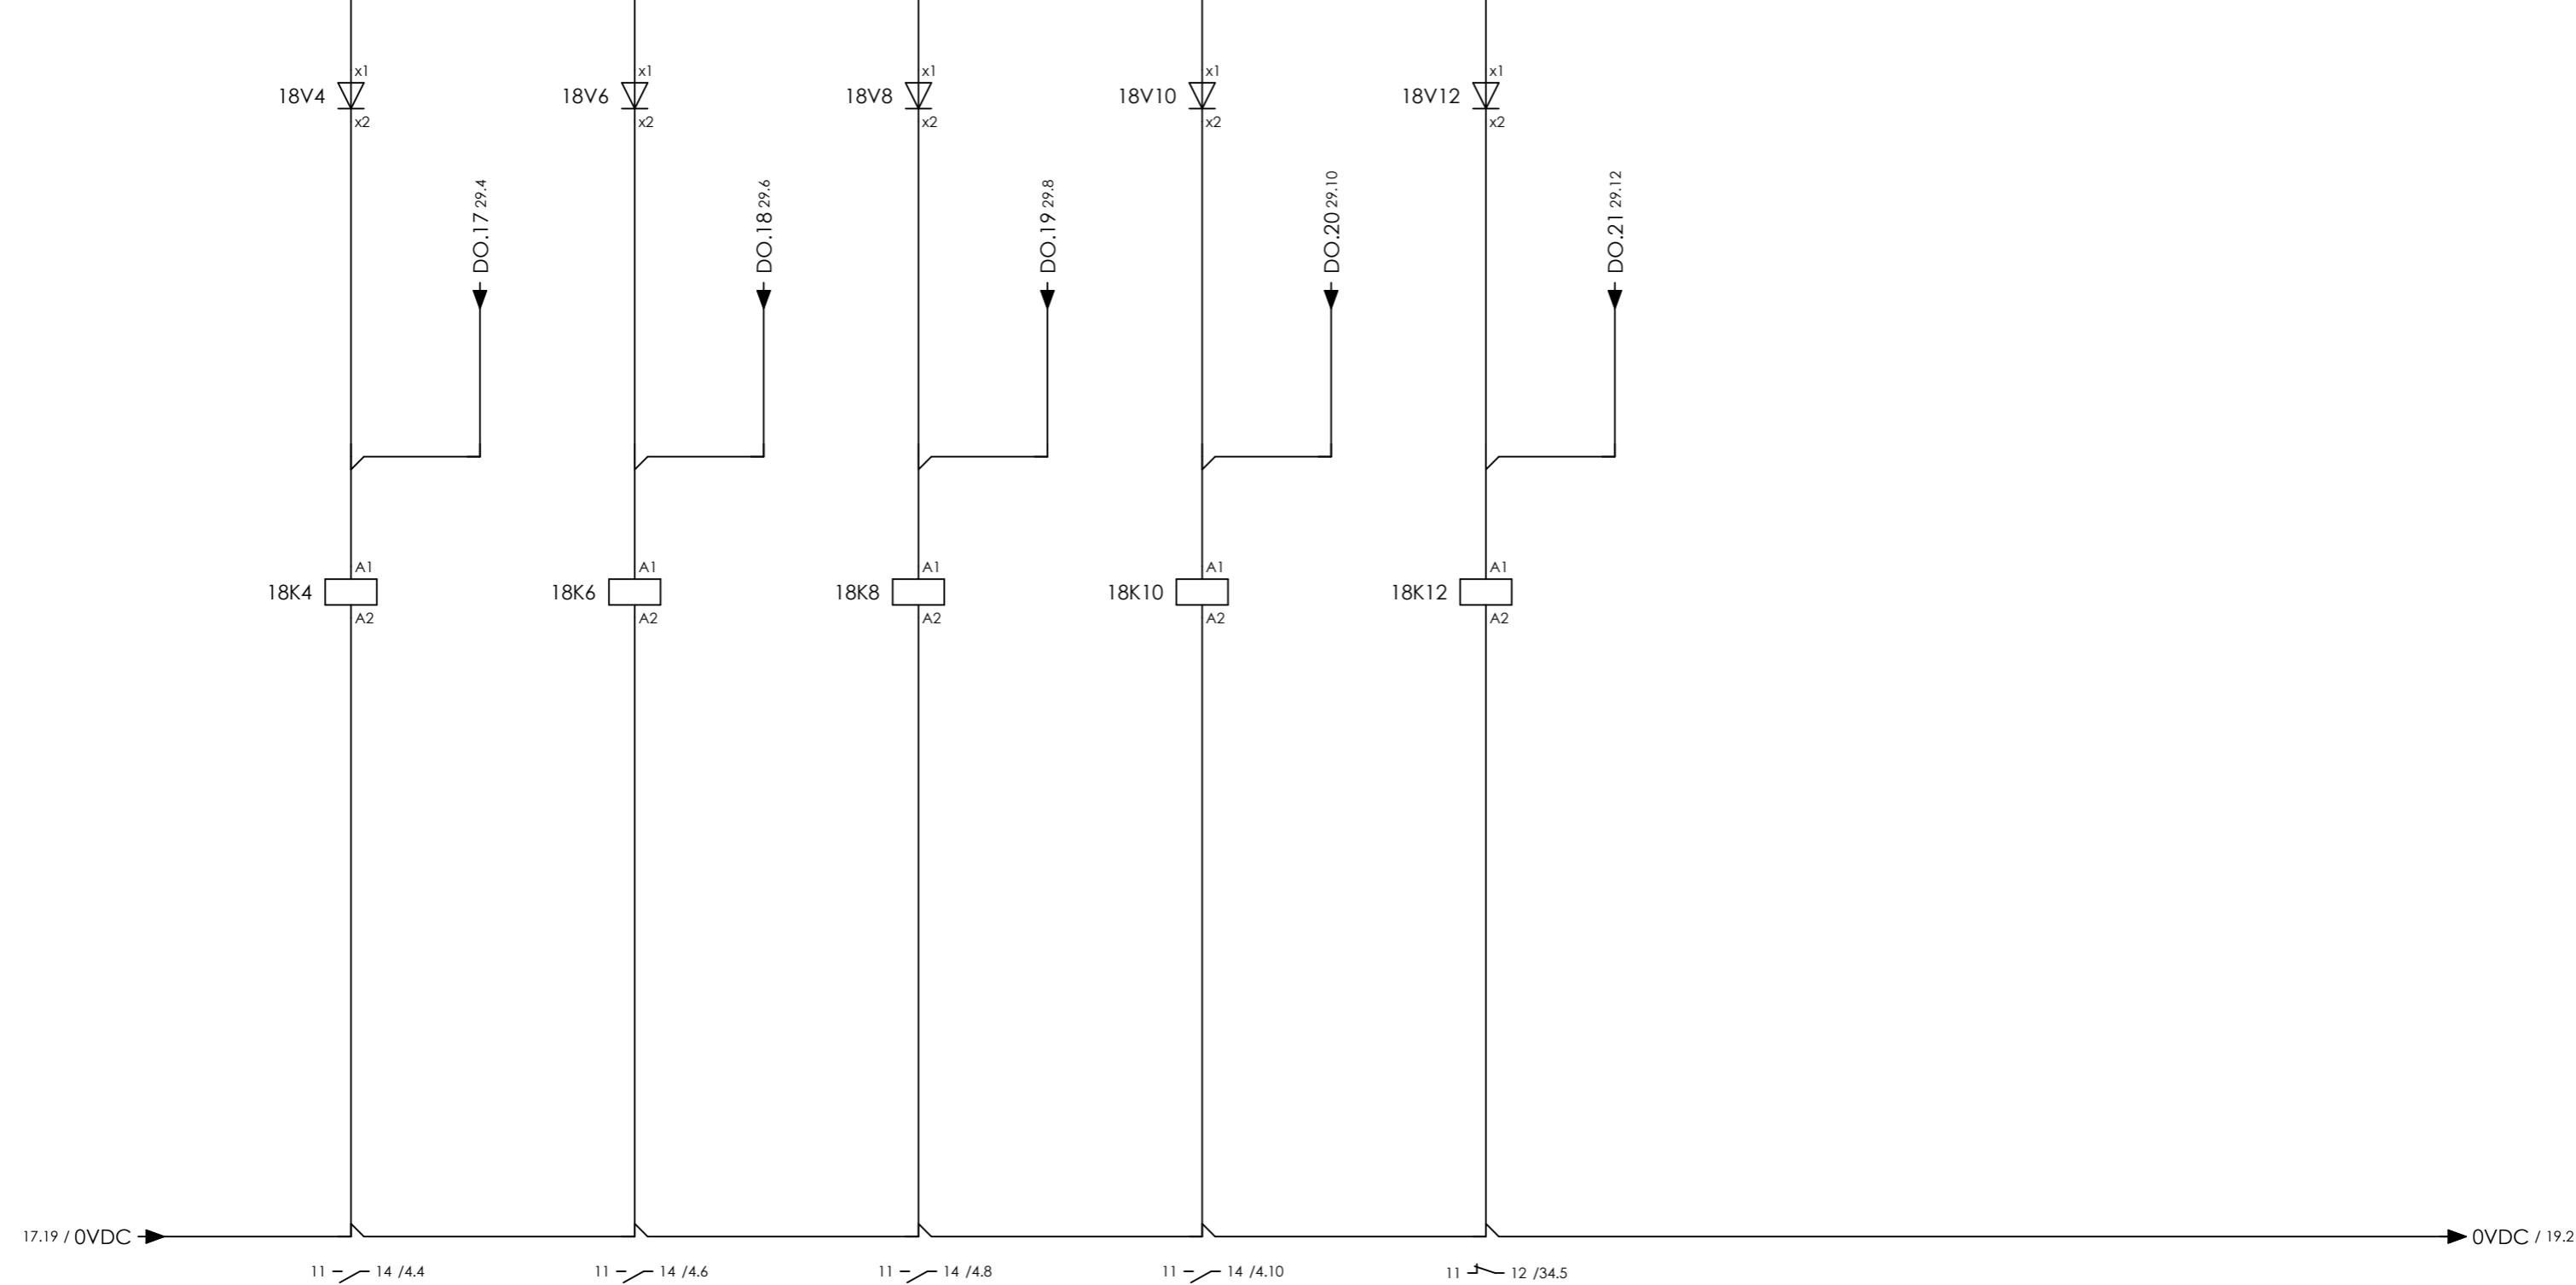 x1 x1 x1 x1 x1
18V4 18V6 18V8 18V10 18V12
x2 x2 x2 x2 x2
DO.17 29.4
DO.18 29.6
DO.19 29.8
DO.20 29.10
DO.21 29.12
A1 A1 A1 A1 A1
18K4 18K6 18K8 18K10 18K12
A2 A2 A2 A2 A2
17.19 / 0VDC 0VDC / 19.2
11 14 /4.4 11 14 /4.6 11 14 /4.8 11 14 /4.10 11 12 /34.5